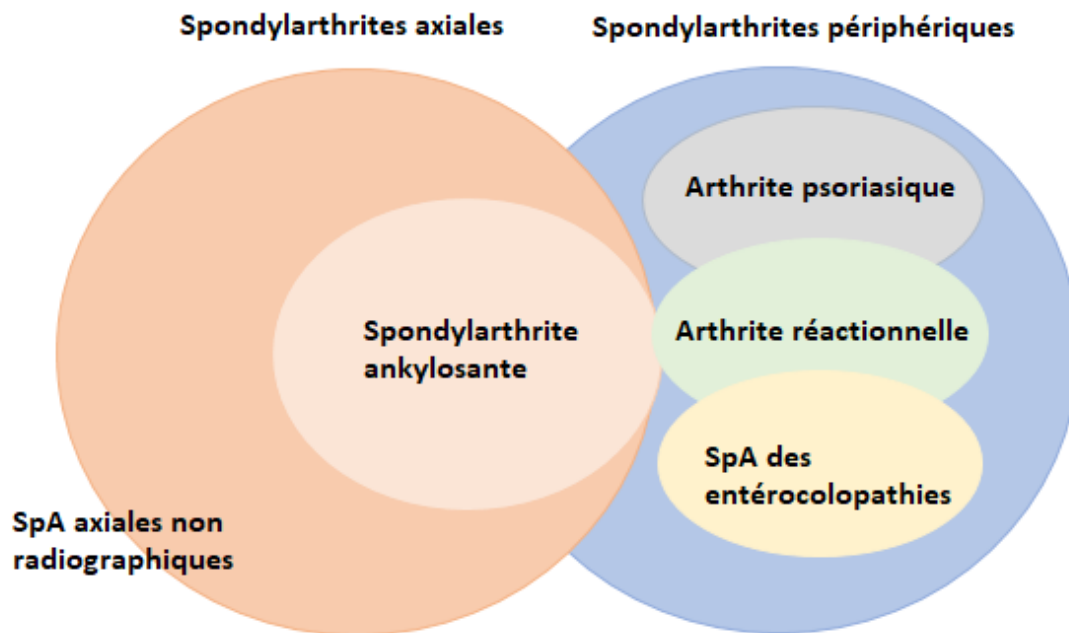 Spondylarthrites axiales
Spondylarthrites périphériques
Arthrite psoriasique
Spondylarthrite
ankylosante
Arthrite réactionnelle
SpA des
entérocolopathies
SpA axiales non
radiographiques